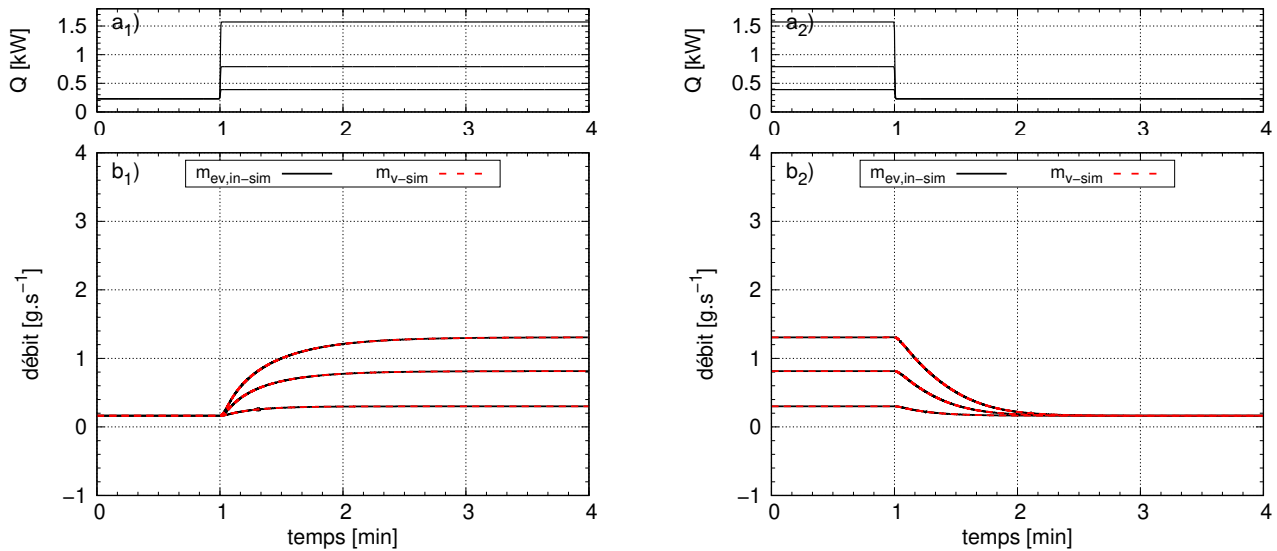 a1)
Q [kW]
1.5
1
0.5
0
0 1 2 3 4
b1)
mev,in−sim mv−sim
débit [g.s−1]
4
3
2
1
0
−1
0 1 2 3 4
temps [min]
a2)
Q [kW]
1.5
1
0.5
0
0 1 2 3 4
b2)
mev,in−sim mv−sim
débit [g.s−1]
4
3
2
1
0
−1
0 1 2 3 4
temps [min]